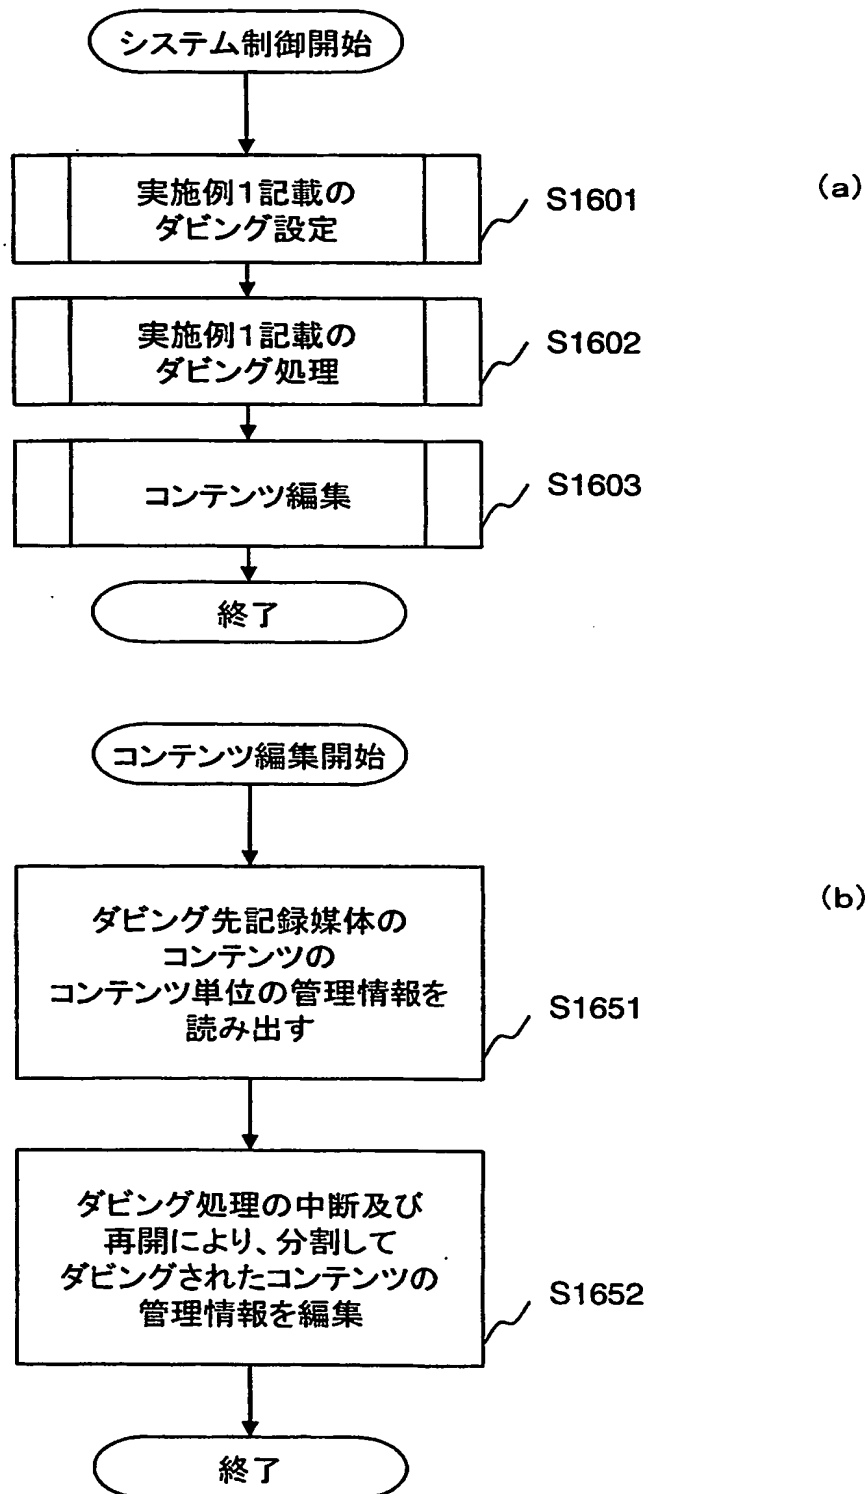 システム制御開始
実施例1記載の
ダビング設定
S1601
(a)
実施例1記載の
ダビング処理
S1602
コンテンツ編集
S1603
終了
コンテンツ編集開始
ダビング先記録媒体の
コンテンツの
コンテンツ単位の管理情報を
読み出す
S1651
(b)
ダビング処理の中断及び
再開により、分割して
ダビングされたコンテンツの
管理情報を編集
S1652
終了